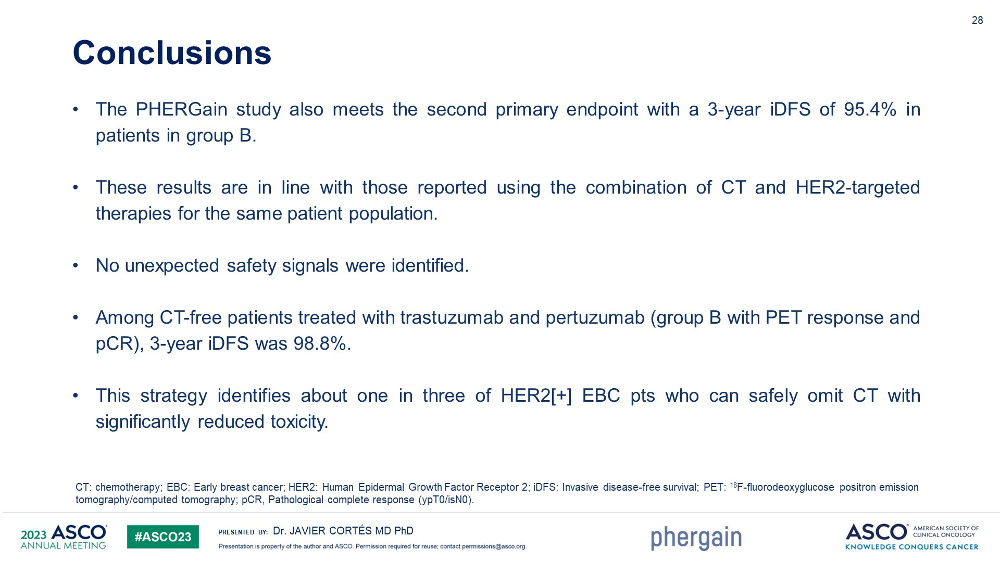 28
Conclusions
• The PHERGain study also meets the second primary endpoint with a 3-year iDFS of 95.4% in
patients in group B.
• These results are in line with those reported using the combination of CT and HER2-targeted
therapies for the same patient population.
• No unexpected safety signals were identified.
• Among CT-free patients treated with trastuzumab and pertuzumab (group B with PET response and
pCR), 3-year iDFS was 98.8%.
• This strategy identifies about one in three of HER2[+] EBC pts who can safely omit CT with
significantly reduced toxicity.
CT: chemotherapy; EBC: Early breast cancer; HER2: Human Epidermal Growth Factor Receptor 2; iDFS: Invasive disease-free survival; PET: ¹⁸F-fluorodeoxyglucose positron emission
tomography/computed tomography; pCR, Pathological complete response (ypT0/isN0).
2023 ASCO®
ANNUAL MEETING
#ASCO23
PRESENTED BY: Dr. JAVIER CORTÉS MD PhD
Presentation is property of the author and ASCO. Permission required for reuse; contact permissions@asco.org.
phergain
ASCO® AMERICAN SOCIETY OF
CLINICAL ONCOLOGY
KNOWLEDGE CONQUERS CANCER